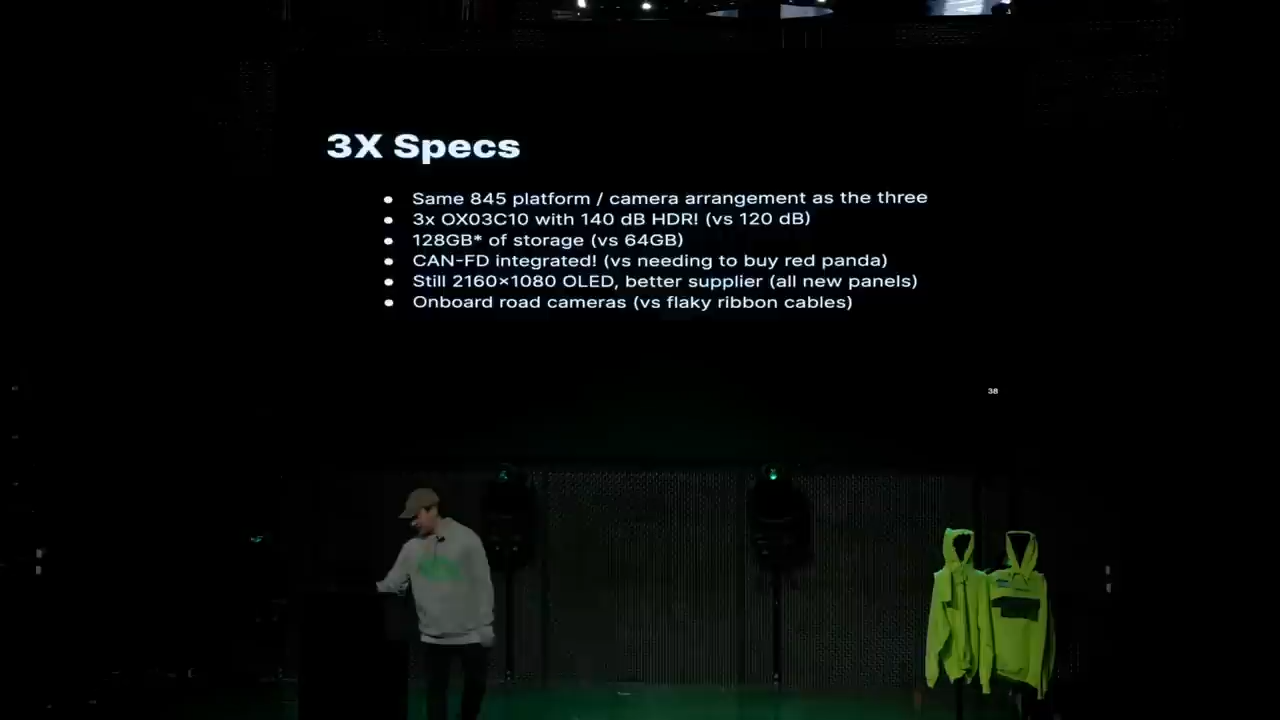 3X Specs
● Same 845 platform / camera arrangement as the three
● 3x OX03C10 with 140 dB HDR! (vs 120 dB)
● 128GB* of storage (vs 64GB)
● CAN-FD integrated! (vs needing to buy red panda)
● Still 2160×1080 OLED, better supplier (all new panels)
● Onboard road cameras (vs flaky ribbon cables)
38